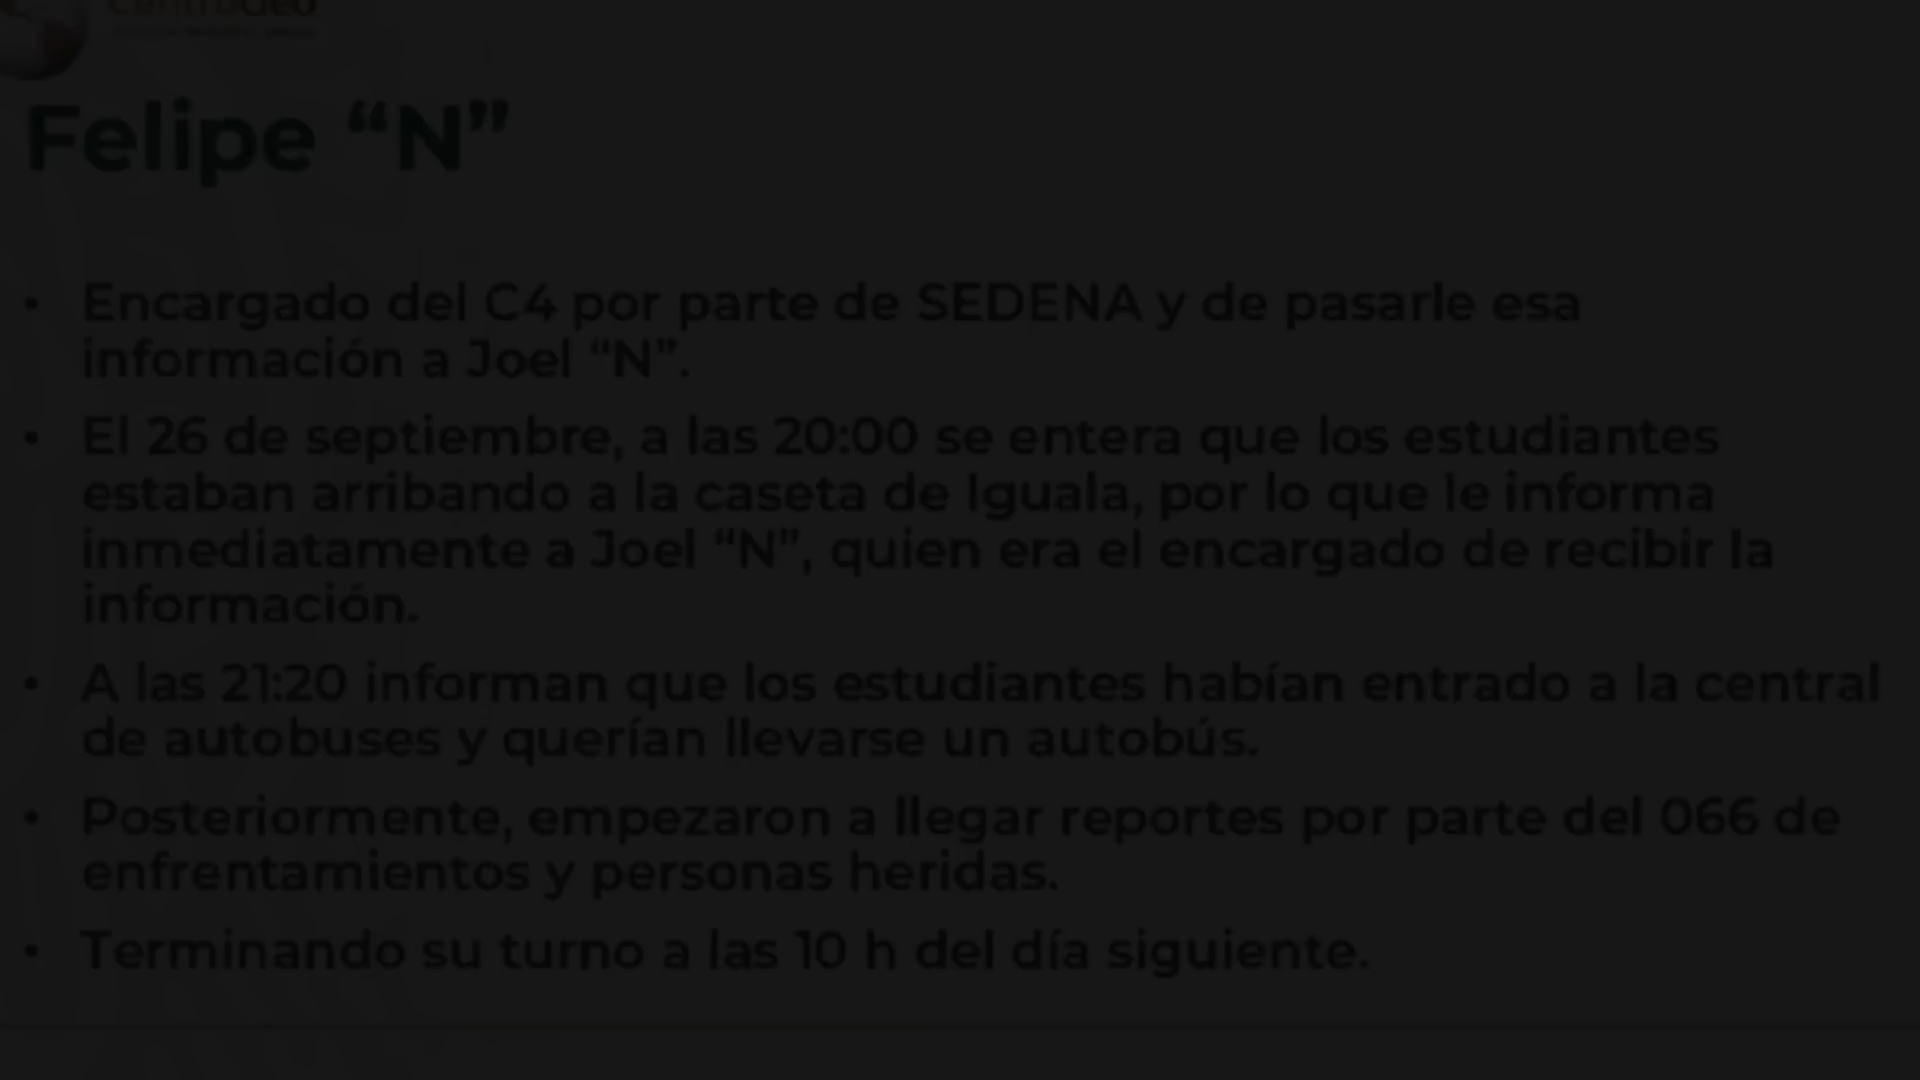 CentroGeo
Felipe “N”
• Encargado del C4 por parte de SEDENA y de pasarle esa
información a Joel “N”.
• El 26 de septiembre, a las 20:00 se entera que los estudiantes
estaban arribando a la caseta de Iguala, por lo que le informa
inmediatamente a Joel “N”, quien era el encargado de recibir la
información.
• A las 21:20 informan que los estudiantes habían entrado a la central
de autobuses y querían llevarse un autobús.
• Posteriormente, empezaron a llegar reportes por parte del 066 de
enfrentamientos y personas heridas.
• Terminando su turno a las 10 h del día siguiente.